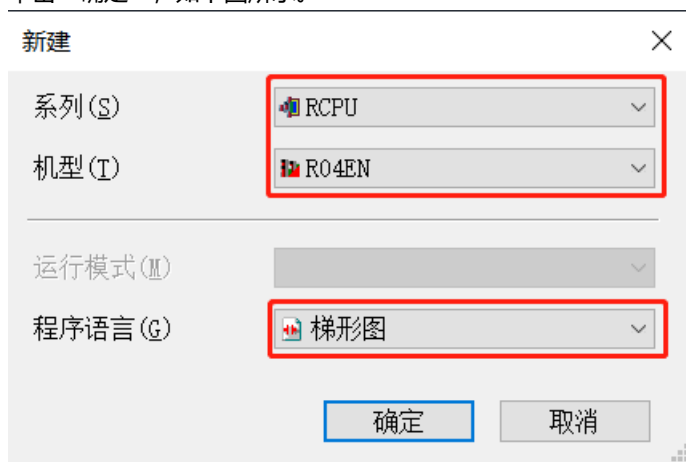 新建
系列(S) RCPU
机型(T) R04EN
运行模式(M)
程序语言(G) 梯形图
确定 取消